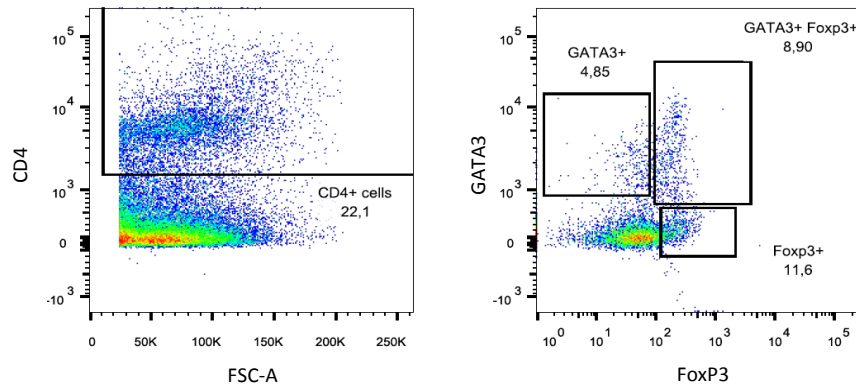 CD4
10^5
10^4
10^3
0
-10^3
CD4+ cells
22,1
0
50K
100K
150K
200K
250K
FSC-A
GATA3
10^5
10^4
10^3
0
-10^3
GATA3+
4,85
GATA3+ Foxp3+
8,90
Foxp3+
11,6
10^0
10^1
10^2
10^3
10^4
10^5
FoxP3